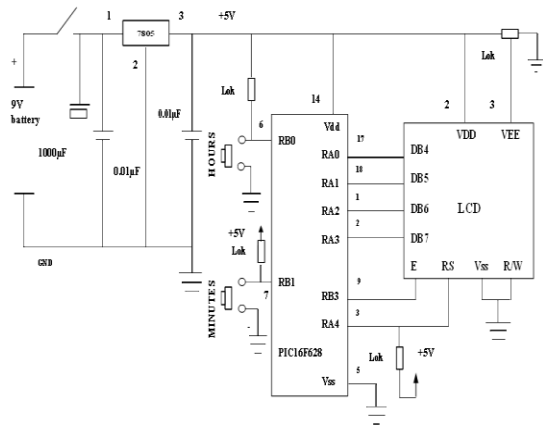 1
7805
3
+5V
2
+
9V
battery
1000µF
0.01µF
0.01µF
GND
Lok
6
HOURS
+5V
Lok
7
MINUTES
14
Vdd
RB0
RA0
RA1
RA2
RA3
RB1
RB3
RA4
PIC16F628
Vss
17
18
1
2
9
3
5
Lok
2
3
VDD
VEE
DB4
DB5
DB6
DB7
LCD
E
RS
Vss
R/W
Lok
+5V